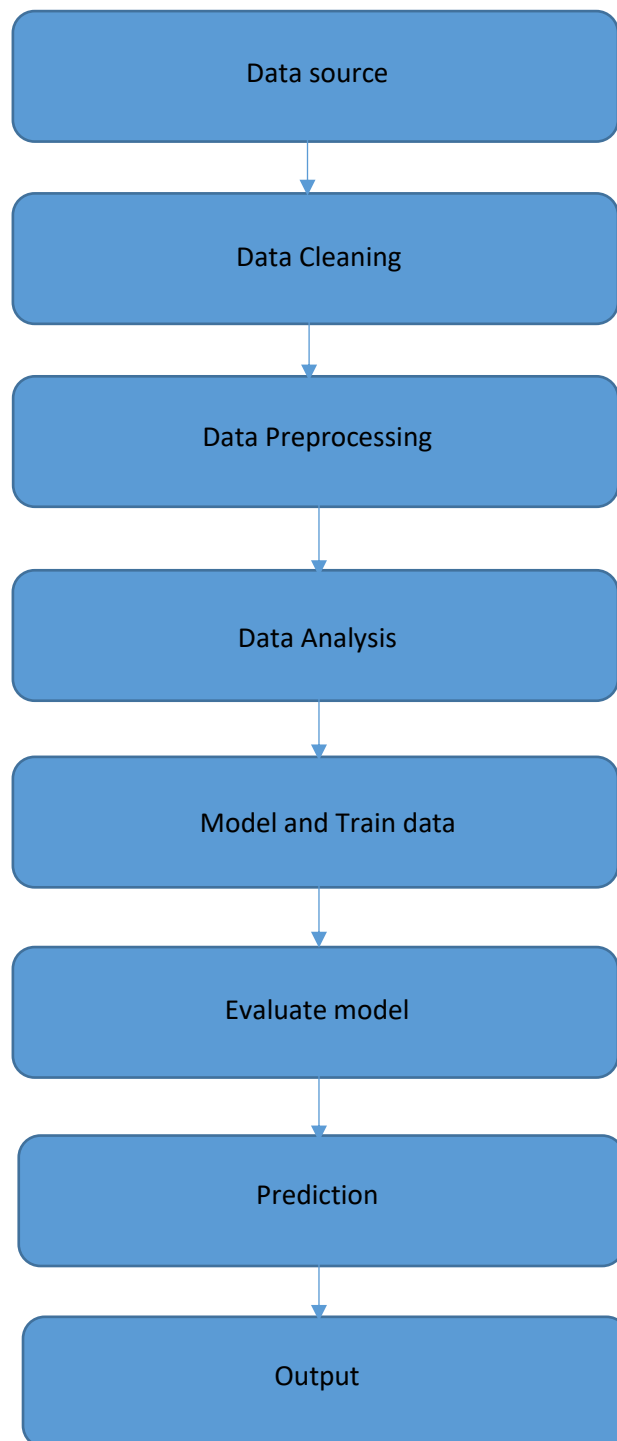 Data source
Data Cleaning
Data Preprocessing
Data Analysis
Model and Train data
Evaluate model
Prediction
Output